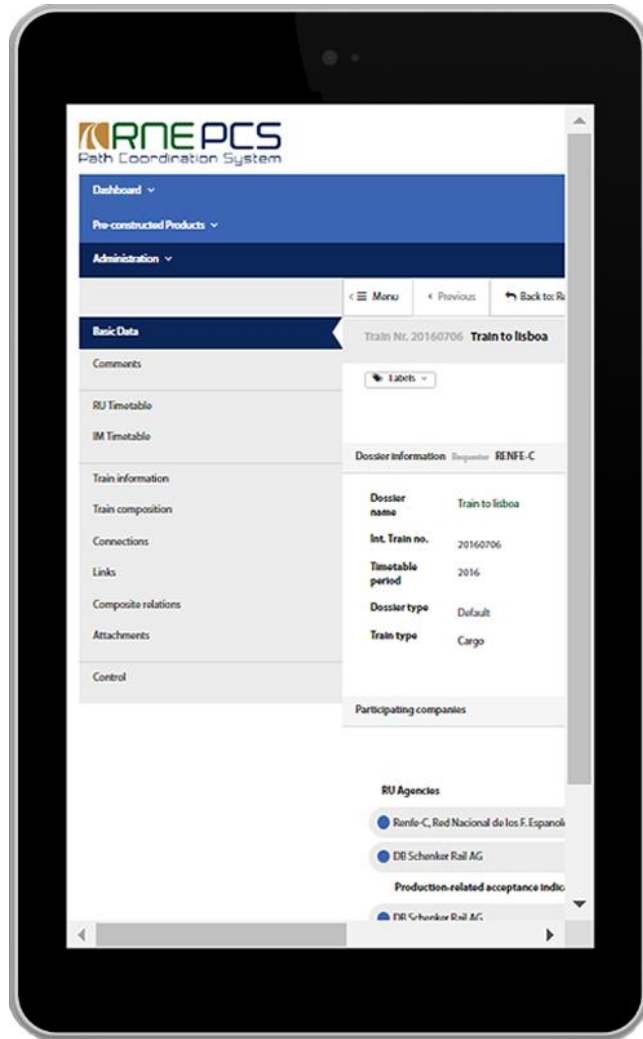 RNE PCS
Path Coordination System
Dashboard
Pre-constructed Products
Administration
Menu Previous Back to:
Basic Data
Train Nr. 20160706 Train to lisboa
Comments
Labels
RU Timetable
IM Timetable
Dossier information Requester RENFE-C
Train information
Train composition
Connections
Links
Composite relations
Attachments
Control
Dossier name Train to lisboa
Int. Train no. 20160706
Timetable period 2016
Dossier type Default
Train type Cargo
Participating companies
RU Agencies
Renfe-C, Red Nacional de los F. Espanol
DB Schenker Rail AG
Production-related acceptance indic
DB Schenker Rail AG